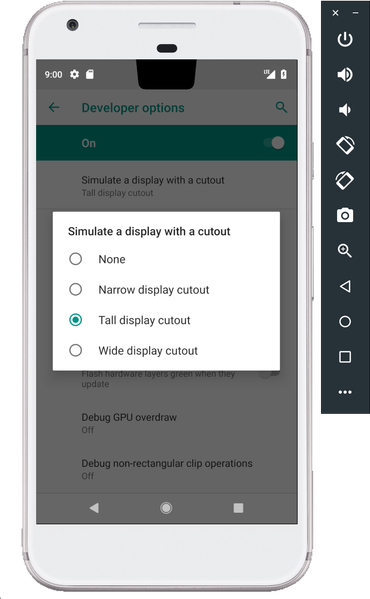 9:00
LTE
Developer options
On
Simulate a display with a cutout
Tall display cutout
Simulate a display with a cutout
None
Narrow display cutout
Tall display cutout
Wide display cutout
Flash hardware layers green when they
update
Debug GPU overdraw
Off
Debug non-rectangular clip operations
Off